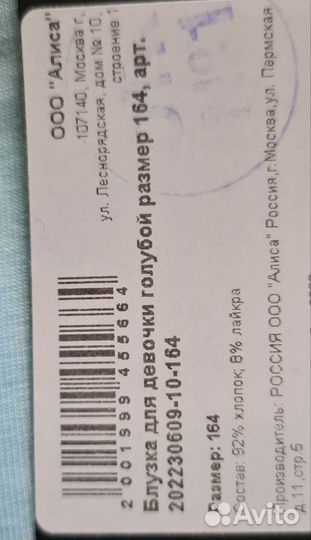 ООО "Алиса"
107140, Москва г,
ул. Леснорядская, дом № 10,
строение 1
2 001999 455664
Блузка для девочки голубой размер 164, арт.
202230609-10-164
Размер: 164
Состав: 92% хлопок; 8% лайкра
Производитель: РОССИЯ ООО "Алиса" Россия,г.Москва,ул. Пермская
д.11,стр.5
Avito